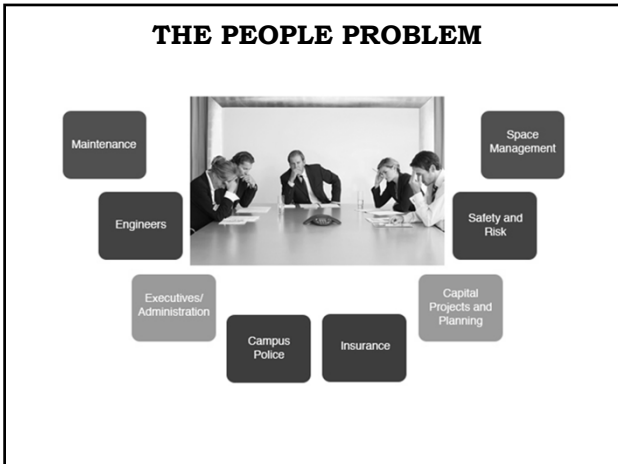 THE PEOPLE PROBLEM
Maintenance
Engineers
Executives/
Administration
Campus
Police
Insurance
Capital
Projects and
Planning
Safety and
Risk
Space
Management